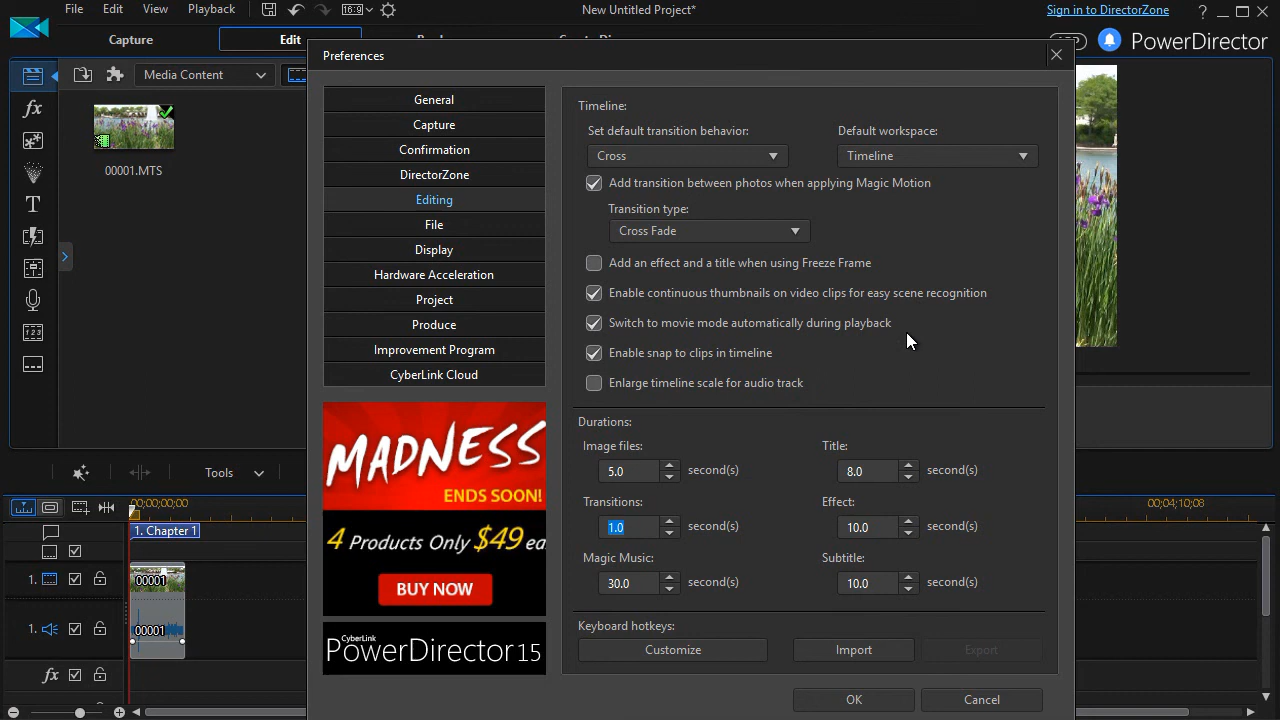 File Edit View Playback 16:9 New Untitled Project* Sign in to DirectorZone ?
Capture Edit PowerDirector
Preferences
Media Content
00001.MTS
General
Capture
Confirmation
DirectorZone
Editing
File
Display
Hardware Acceleration
Project
Produce
Improvement Program
CyberLink Cloud
MADNESS
ENDS SOON!
4 Products Only $49 ea.
BUY NOW
CyberLink
PowerDirector 15
Timeline:
Set default transition behavior: Default workspace:
Cross Timeline
Add transition between photos when applying Magic Motion
Transition type:
Cross Fade
Add an effect and a title when using Freeze Frame
Enable continuous thumbnails on video clips for easy scene recognition
Switch to movie mode automatically during playback
Enable snap to clips in timeline
Enlarge timeline scale for audio track
Durations:
Image files: Title:
5.0 second(s) 8.0 second(s)
Transitions: Effect:
1.0 second(s) 10.0 second(s)
Magic Music: Subtitle:
30.0 second(s) 10.0 second(s)
Keyboard hotkeys:
Customize Import Export
OK Cancel
fx
T
Tools
00;00;00;00 00;04;10;08
1. Chapter 1
1. 00001
1. 00001
fx